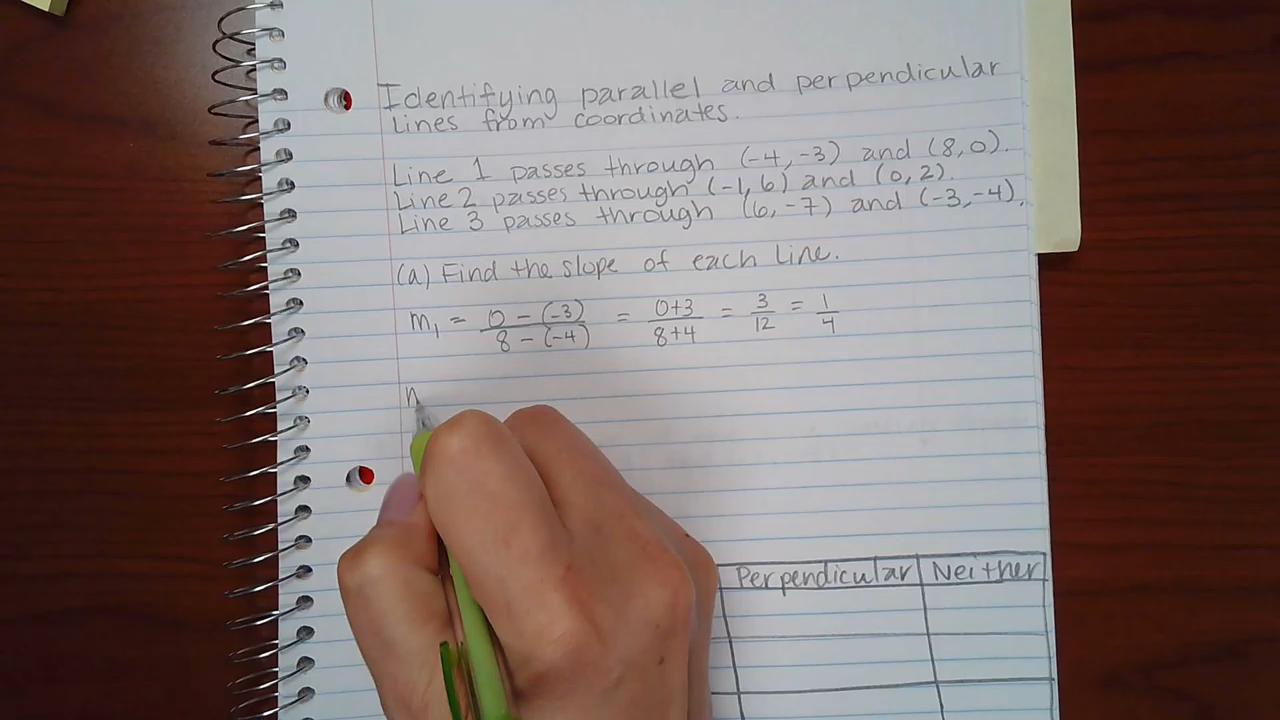 Identifying parallel and perpendicular
lines from coordinates.
Line 1 passes through (-4,-3) and (8,0).
Line 2 passes through (-1,6) and (0,2).
Line 3 passes through (6,-7) and (-3,-4).
(a) Find the slope of each line.
m₁ = 0 - (-3) / 8 - (-4) = 0+3 / 8+4 = 3/12 = 1/4
Perpendicular Neither